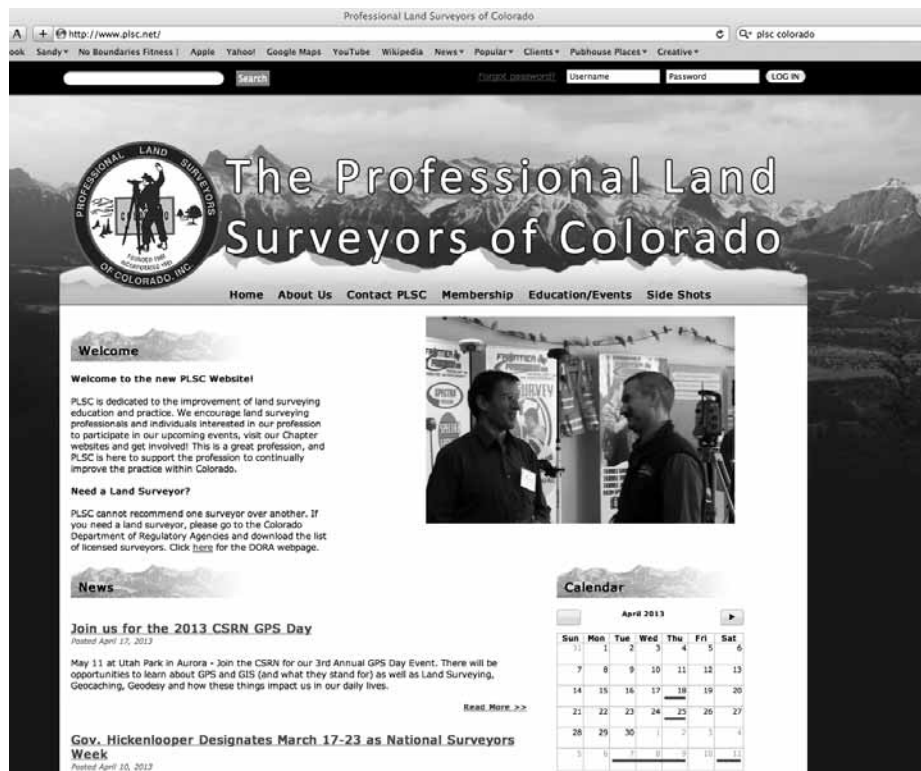 Professional Land Surveyors of Colorado
A + http://www.plsc.net/ plsc colorado
ook Sandy No Boundaries Fitness Apple Yahoo! Google Maps YouTube Wikipedia News Popular Clients Pubhouse Places Creative
Search Forgot password? Username Password LOG IN
PROFESSIONAL LAND SURVEYORS
OF COLORADO, INC.
The Professional Land
Surveyors of Colorado
Home About Us Contact PLSC Membership Education/Events Side Shots
Welcome
Welcome to the new PLSC Website!
PLSC is dedicated to the improvement of land surveying
education and practice. We encourage land surveying
professionals and individuals interested in our profession
to participate in our upcoming events, visit our Chapter
websites and get involved! This is a great profession, and
PLSC is here to support the profession to continually
improve the practice within Colorado.
Need a Land Surveyor?
PLSC cannot recommend one surveyor over another. If
you need a land surveyor, please go to the Colorado
Department of Regulatory Agencies and download the list
of licensed surveyors. Click here for the DORA webpage.
FRONTIER
FRONTIER
SPECTRA
SURVEY
News
Join us for the 2013 CSRN GPS Day
Posted April 17, 2013
May 11 at Utah Park in Aurora - Join the CSRN for our 3rd Annual GPS Day Event. There will be
opportunities to learn about GPS and GIS (and what they stand for) as well as Land Surveying,
Geocaching, Geodesy and how these things impact us in our daily lives.
Read More >>
Gov. Hickenlooper Designates March 17-23 as National Surveyors
Week
Posted April 10, 2013
Calendar
April 2013
Sun Mon Tue Wed Thu Fri Sat
31 1 2 3 4 5 6
7 8 9 10 11 12 13
14 15 16 17 18 19 20
21 22 23 24 25 26 27
28 29 30 1 2 3 4
5 6 7 8 9 10 11